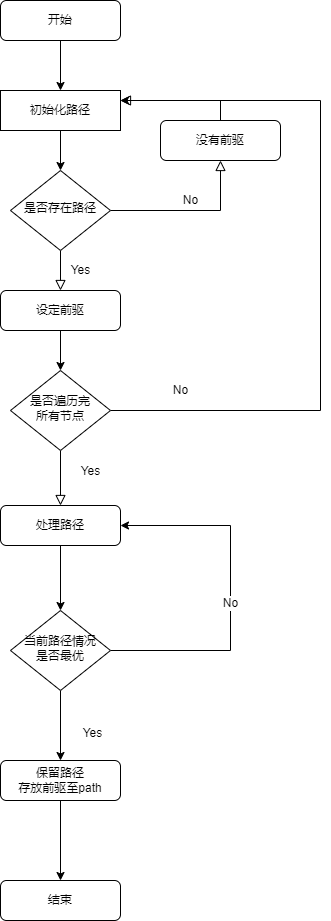 开始
初始化路径
没有前驱
是否存在路径
No
Yes
设定前驱
是否遍历完
所有节点
No
Yes
处理路径
No
当前路径情况
是否最优
Yes
保留路径
存放前驱至path
结束